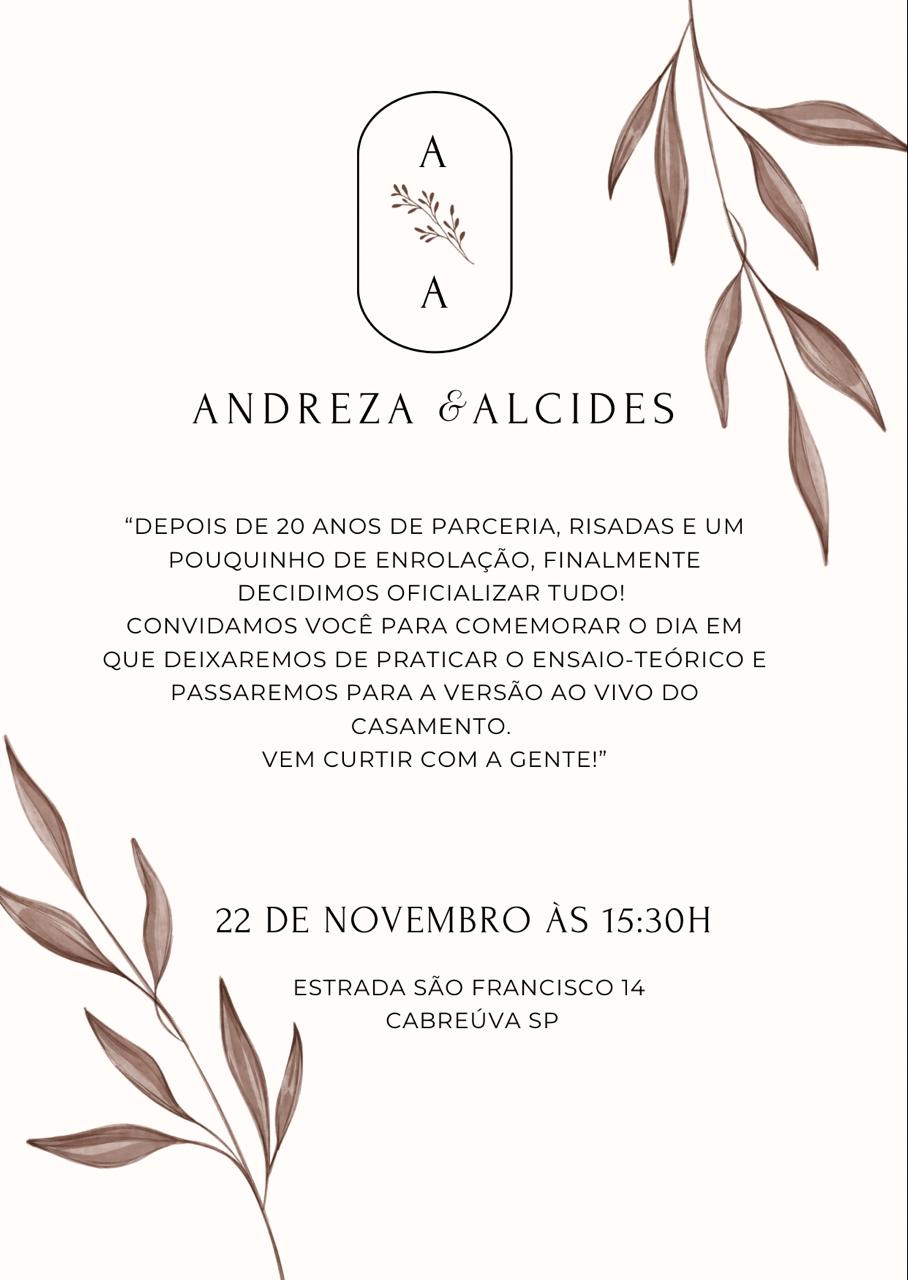 A
A
ANDREZA &ALCIDES
“DEPOIS DE 20 ANOS DE PARCERIA, RISADAS E UM
POUQUINHO DE ENROLAÇÃO, FINALMENTE
DECIDIMOS OFICIALIZAR TUDO!
CONVIDAMOS VOCÊ PARA COMEMORAR O DIA EM
QUE DEIXAREMOS DE PRATICAR O ENSAIO-TEÓRICO E
PASSAREMOS PARA A VERSÃO AO VIVO DO
CASAMENTO.
VEM CURTIR COM A GENTE!”
22 DE NOVEMBRO ÀS 15:30H
ESTRADA SÃO FRANCISCO 14
CABREÚVA SP